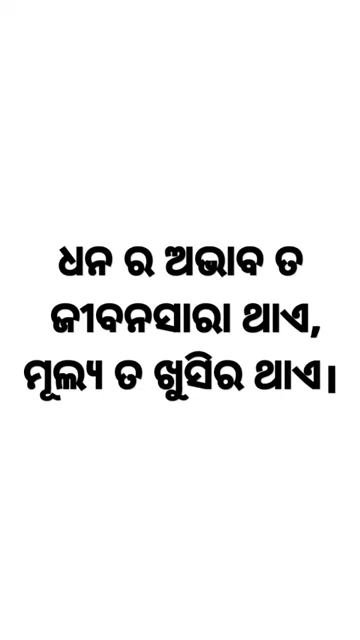 ଧନ ର ଅଭାବ ତ
ଜୀବନସାରା ଥାଏ,
ମୂଲ୍ୟ ତ ଖୁସିର ଥାଏ।